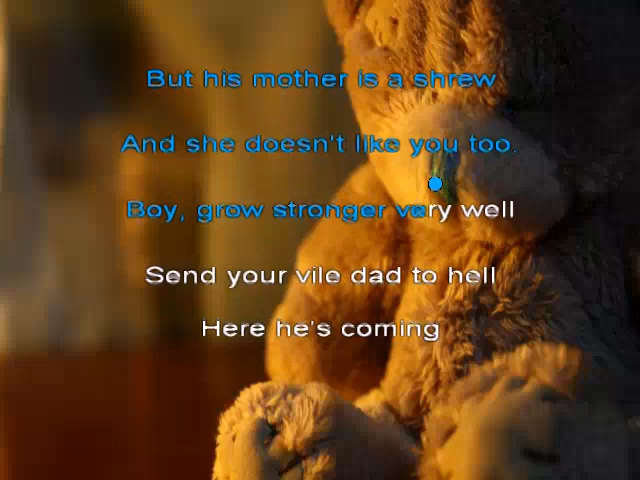 But his mother is a shrew
And she doesn't like you too.
Boy, grow stronger very well
Send your vile dad to hell
Here he's coming